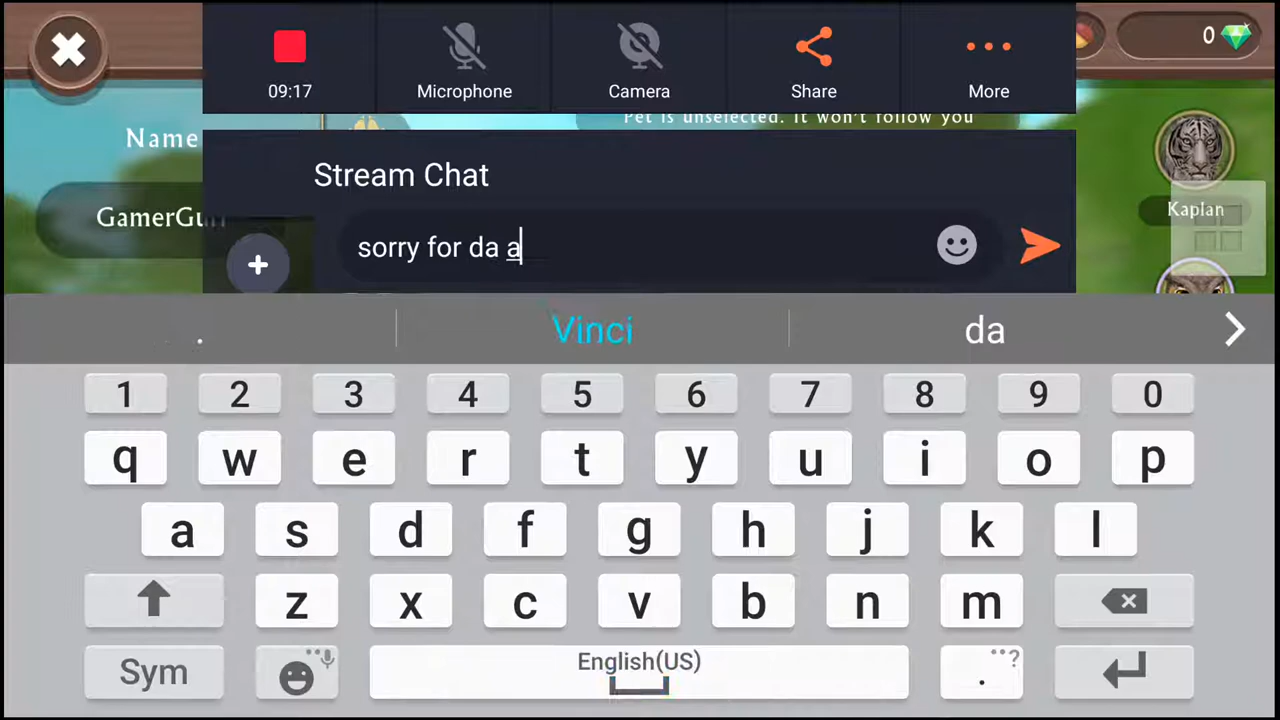 09:17
Microphone
Camera
Share
More
0
Pet is unselected. It won't follow you
Name
Stream Chat
Kaplan
sorry for da a
. Vinci da
1 2 3 4 5 6 7 8 9 0
q w e r t y u i o p
a s d f g h j k l
z x c v b n m
Sym
English(US)
. ?